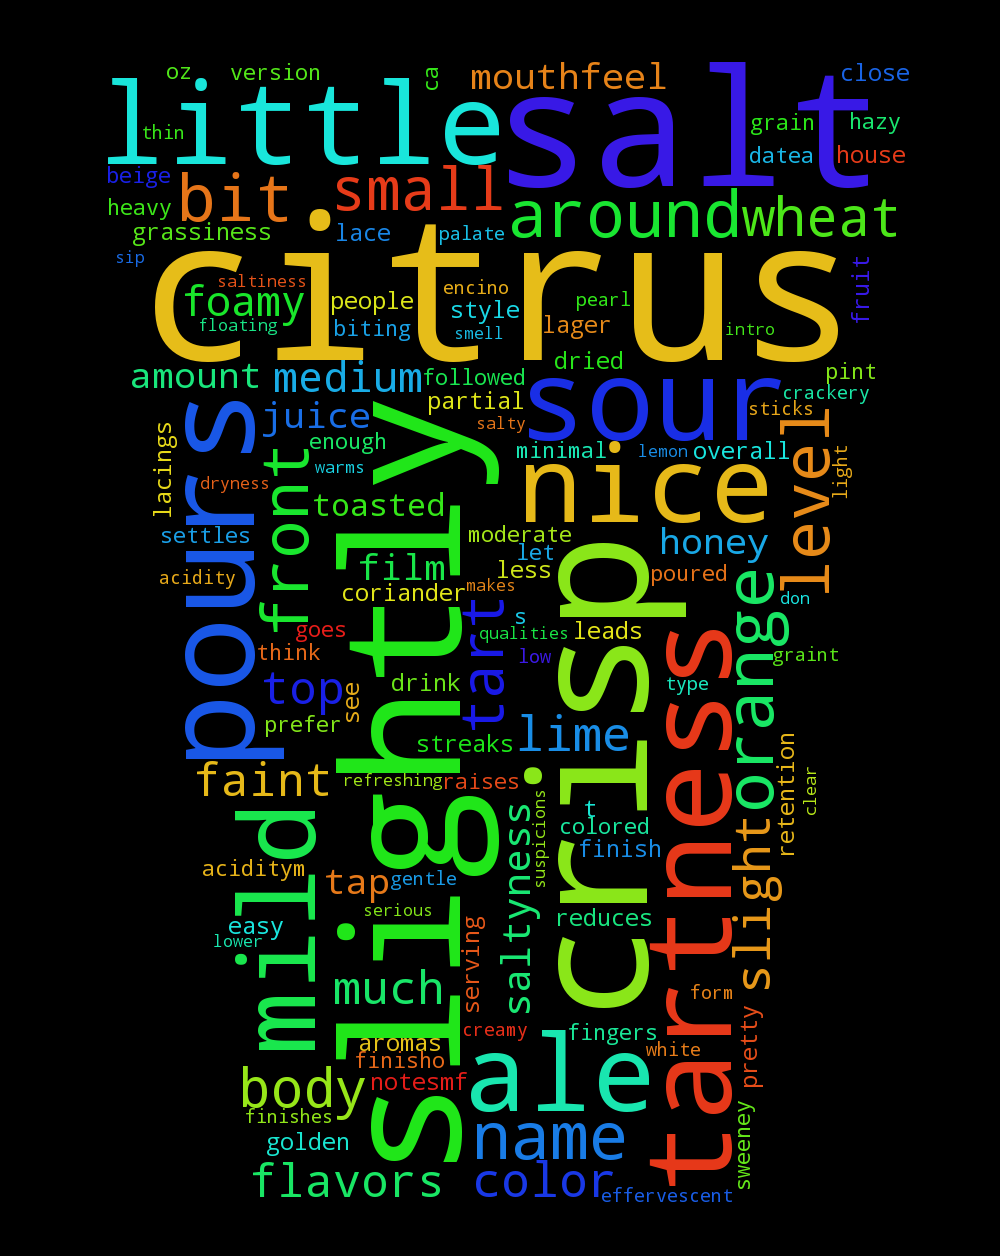 oz
version
ca
mouthfeel
salt
close
little
thin
grain
hazy
datea
house
beige
bit
small
heavy
around
wheat
grassiness
lace
palate
sip
citrus
saltiness
foamy
floating
people
biting
encino
style
smell
pearl
lager
intro
fruit
dried
amount
medium
followed
sour
pint
crackery
sticks
partial
salty
juice
pours
lacings
enough
warms
dryness
front
slightly
minimal
lemon
overall
nice
level
light
toasted
settles
moderate
honey
let
film
less
poured
acidity
coriander
makes
crisp
don
orange
tart
s
qualities
leads
goes
think
low
graint
type
tartness
top
see
drink
prefer
streaks
lime
faint
refreshing
raises
retention
clear
suspicions
t
colored
finish
mild
saltyness
slight
aciditym
tap
gentle
serious
reduces
easy
lower
serving
much
form
creamy
fingers
pretty
aromas
finisho
white
notesmf
body
ale
finishes
golden
name
sweeney
flavors
color
effervescent